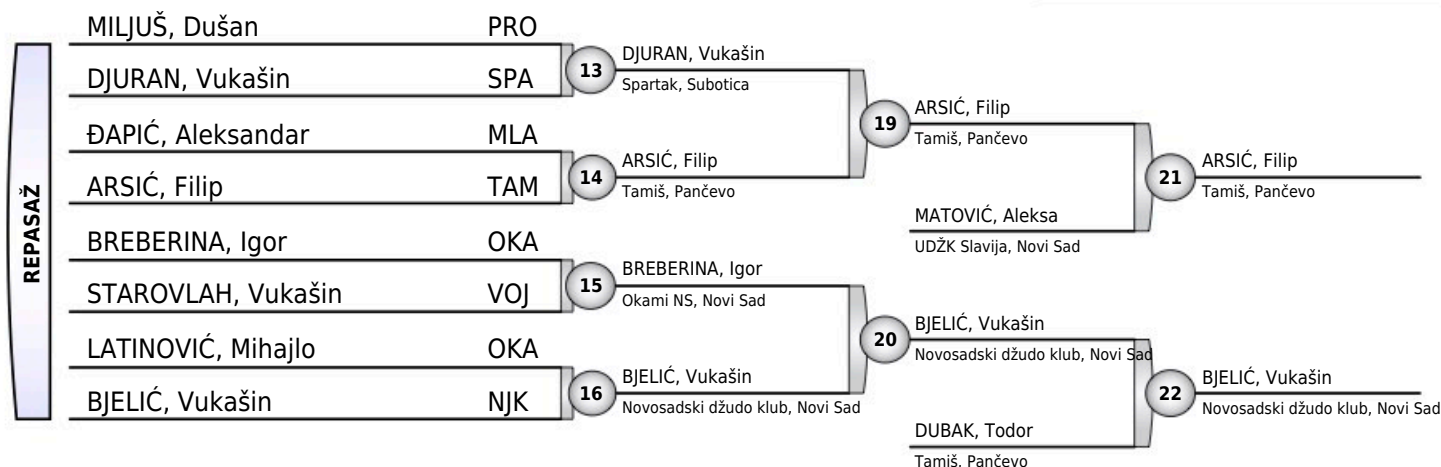 REPASAŽ
MILJUŠ, Dušan PRO
DJURAN, Vukašin SPA
ĐAPIĆ, Aleksandar MLA
ARSIĆ, Filip TAM
BREBERINA, Igor OKA
STAROVLAH, Vukašin VOJ
LATINOVIĆ, Mihajlo OKA
BJELIĆ, Vukašin NJK
13
DJURAN, Vukašin
Spartak, Subotica
14
ARSIĆ, Filip
Tamiš, Pančevo
15
BREBERINA, Igor
Okami NS, Novi Sad
16
BJELIĆ, Vukašin
Novosadski džudo klub, Novi Sad
19
ARSIĆ, Filip
Tamiš, Pančevo
MATOVIĆ, Aleksa
UDŽK Slavija, Novi Sad
20
BJELIĆ, Vukašin
Novosadski džudo klub, Novi Sad
DUBAK, Todor
Tamiš, Pančevo
21
ARSIĆ, Filip
Tamiš, Pančevo
22
BJELIĆ, Vukašin
Novosadski džudo klub, Novi Sad